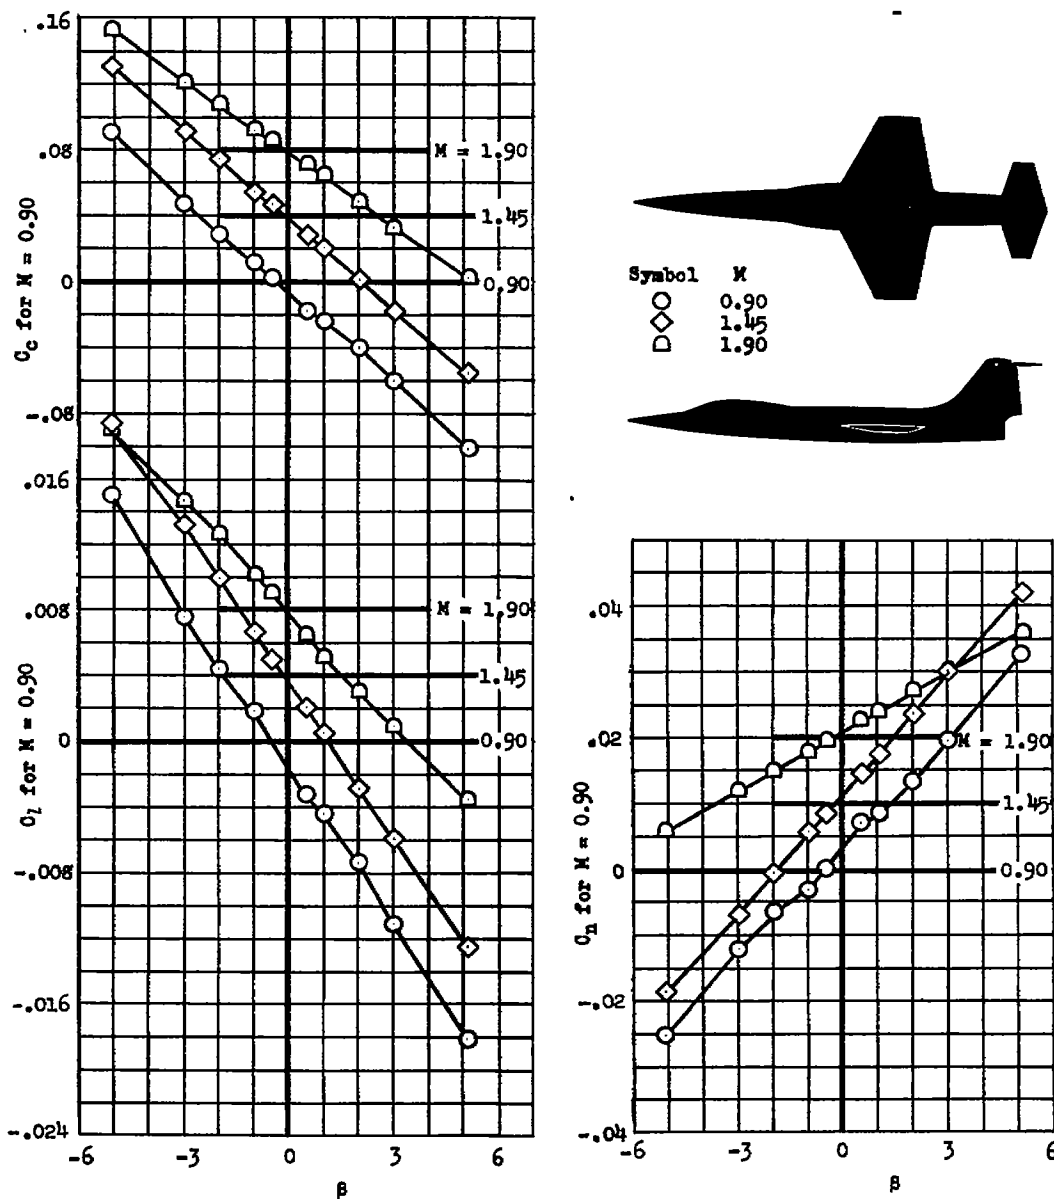 .16
.08
0
-.08
C_c for M = 0.90
M = 1.90
1.45
0.90
.016
.008
0
-.008
-.016
-.024
C_l for M = 0.90
M = 1.90
1.45
0.90
-6 -3 0 3 6
β
Symbol M
0.90
1.45
1.90
.04
.02
0
-.02
-.04
C_n for M = 0.90
M = 1.90
1.45
0.90
-6 -3 0 3 6
β